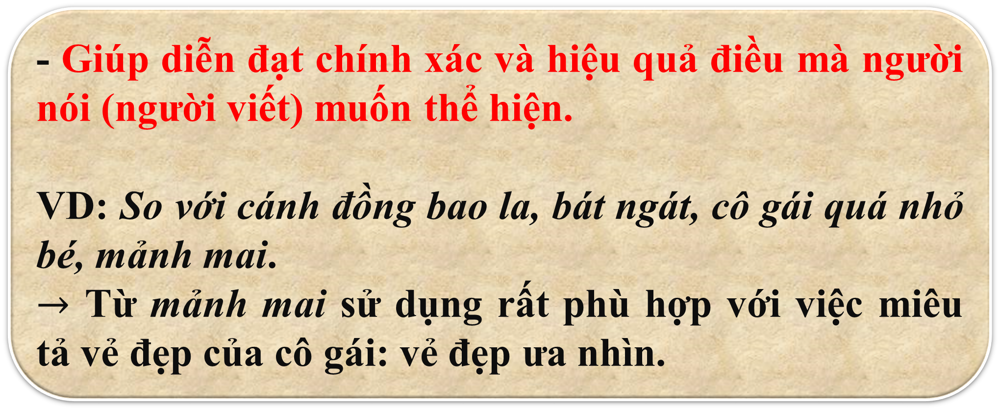 - Giúp diễn đạt chính xác và hiệu quả điều mà người
nói (người viết) muốn thể hiện.
VD: So với cánh đồng bao la, bát ngát, cô gái quá nhỏ
bé, mảnh mai.
→ Từ mảnh mai sử dụng rất phù hợp với việc miêu
tả vẻ đẹp của cô gái: vẻ đẹp ưa nhìn.